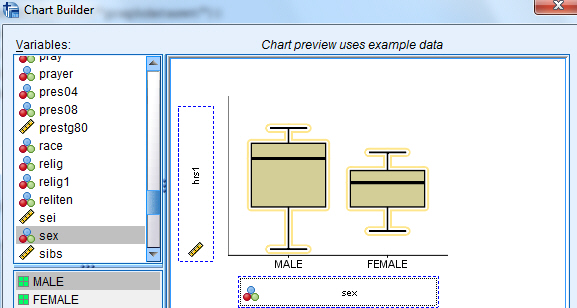 Chart Builder
Variables:
Chart preview uses example data
pray
prayer
pres04
pres08
prestg80
race
relig
relig1
reliten
sei
sex
sibs
MALE
FEMALE
hrs1
MALE
FEMALE
sex